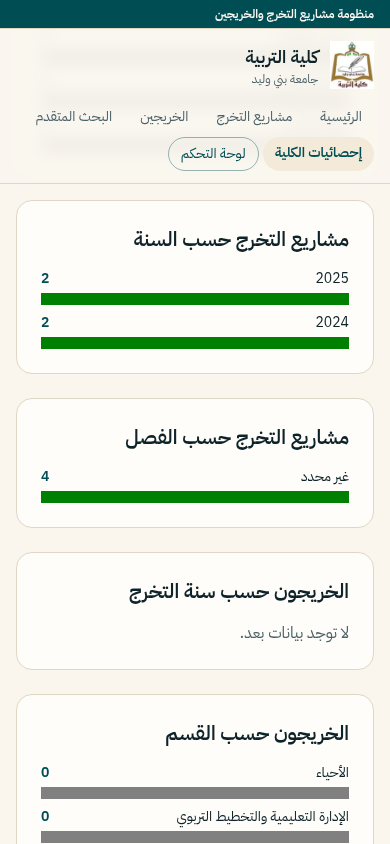 منظومة مشاريع التخرج والخريجين
كلية التربية
جامعة بني وليد
الرئيسية
مشاريع التخرج
الخريجين
البحث المتقدم
إحصائيات الكلية
لوحة التحكم
مشاريع التخرج حسب السنة
2025 2
2024 2
مشاريع التخرج حسب الفصل
غير محدد 4
الخريجون حسب سنة التخرج
لا توجد بيانات بعد.
الخريجون حسب القسم
الأحياء 0
الإدارة التعليمية والتخطيط التربوي 0